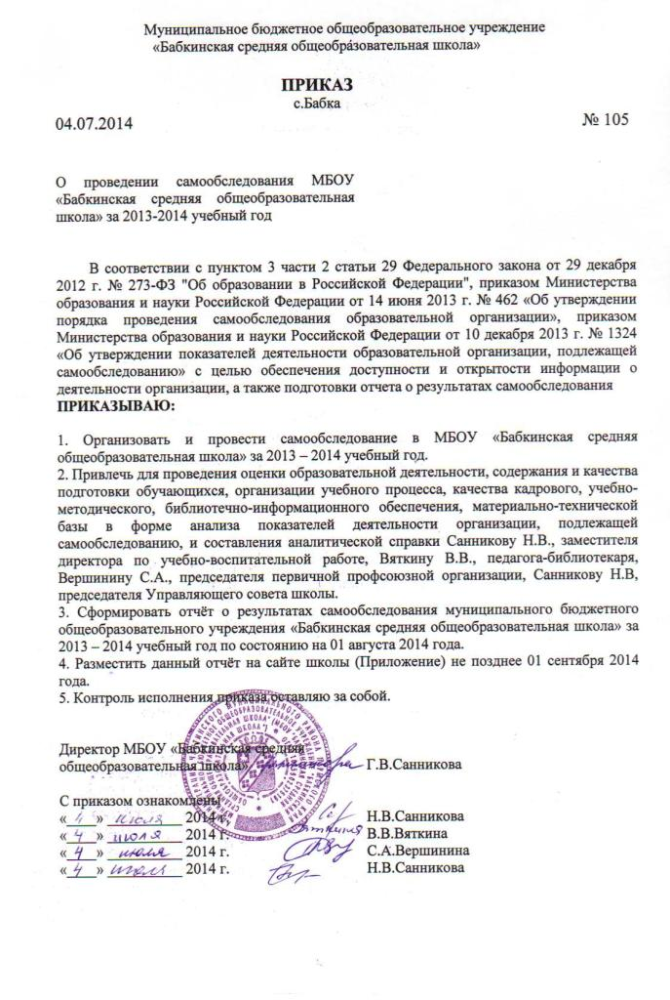 Муниципальное бюджетное общеобразовательное учреждение
«Бабкинская средняя общеобразовательная школа»
ПРИКАЗ
с.Бабка
04.07.2014 № 105
О проведении самообследования МБОУ
«Бабкинская средняя общеобразовательная
школа» за 2013-2014 учебный год
В соответствии с пунктом 3 части 2 статьи 29 Федерального закона от 29 декабря
2012 г. № 273-ФЗ "Об образовании в Российской Федерации", приказом Министерства
образования и науки Российской Федерации от 14 июня 2013 г. № 462 «Об утверждении
порядка проведения самообследования образовательной организации», приказом
Министерства образования и науки Российской Федерации от 10 декабря 2013 г. № 1324
«Об утверждении показателей деятельности образовательной организации, подлежащей
самообследованию» с целью обеспечения доступности и открытости информации о
деятельности организации, а также подготовки отчета о результатах самообследования
ПРИКАЗЫВАЮ:
1. Организовать и провести самообследование в МБОУ «Бабкинская средняя
общеобразовательная школа» за 2013 – 2014 учебный год.
2. Привлечь для проведения оценки образовательной деятельности, содержания и качества
подготовки обучающихся, организации учебного процесса, качества кадрового, учебно-
методического, библиотечно-информационного обеспечения, материально-технической
базы в форме анализа показателей деятельности организации, подлежащей
самообследованию, и составления аналитической справки Санникову Н.В., заместителя
директора по учебно-воспитательной работе, Вяткину В.В., педагога-библиотекаря,
Вершинину С.А., председателя первичной профсоюзной организации, Санникову Н.В,
председателя Управляющего совета школы.
3. Сформировать отчёт о результатах самообследования муниципального бюджетного
общеобразовательного учреждения «Бабкинская средняя общеобразовательная школа» за
2013 – 2014 учебный год по состоянию на 01 августа 2014 года.
4. Разместить данный отчёт на сайте школы (Приложение) не позднее 01 сентября 2014
года.
5. Контроль исполнения приказа оставляю за собой.
Директор МБОУ «Бабкинская средняя
общеобразовательная школа» Г.В.Санникова
С приказом ознакомлены
« 4 » июля 2014 г. Н.В.Санникова
« 4 » июля 2014 г. В.В.Вяткина
« 4 » июля 2014 г. С.А.Вершинина
« 4 » июля 2014 г. Н.В.Санникова